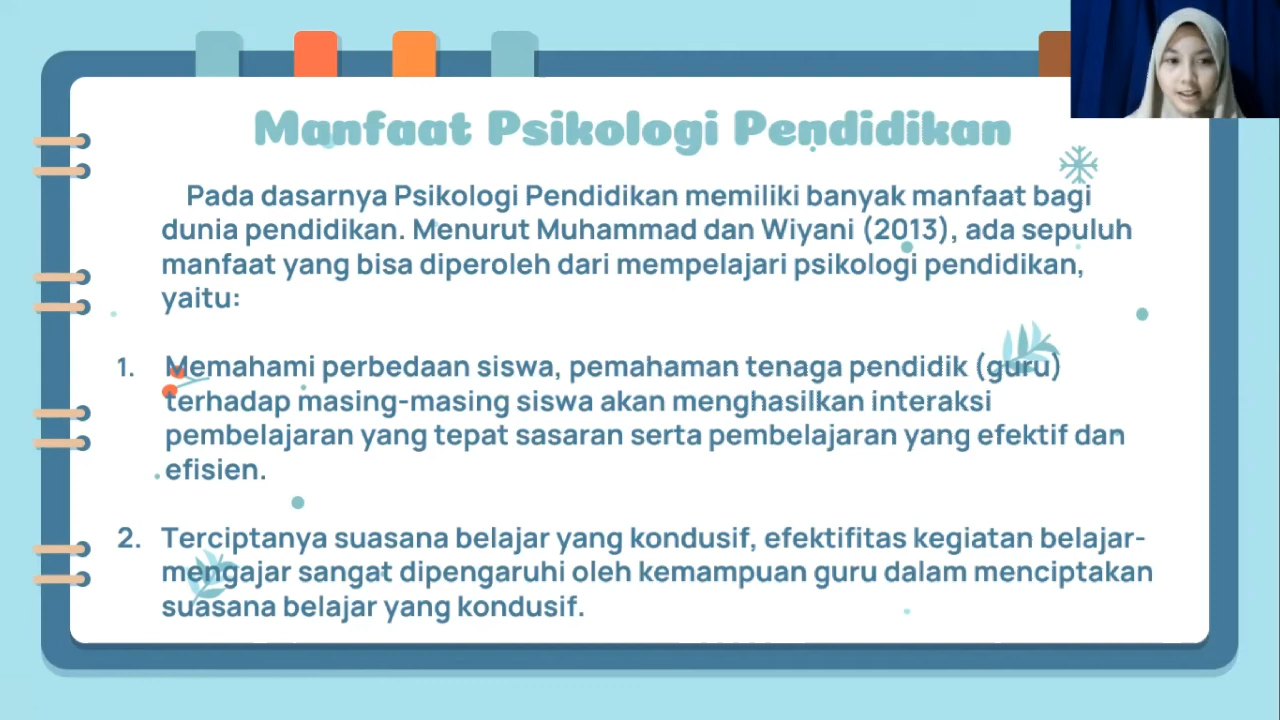 Manfaat Psikologi Pendidikan
Pada dasarnya Psikologi Pendidikan memiliki banyak manfaat bagi
dunia pendidikan. Menurut Muhammad dan Wiyani (2013), ada sepuluh
manfaat yang bisa diperoleh dari mempelajari psikologi pendidikan,
yaitu:
1. Memahami perbedaan siswa, pemahaman tenaga pendidik (guru)
terhadap masing-masing siswa akan menghasilkan interaksi
pembelajaran yang tepat sasaran serta pembelajaran yang efektif dan
efisien.
2. Terciptanya suasana belajar yang kondusif, efektifitas kegiatan belajar-
mengajar sangat dipengaruhi oleh kemampuan guru dalam menciptakan
suasana belajar yang kondusif.